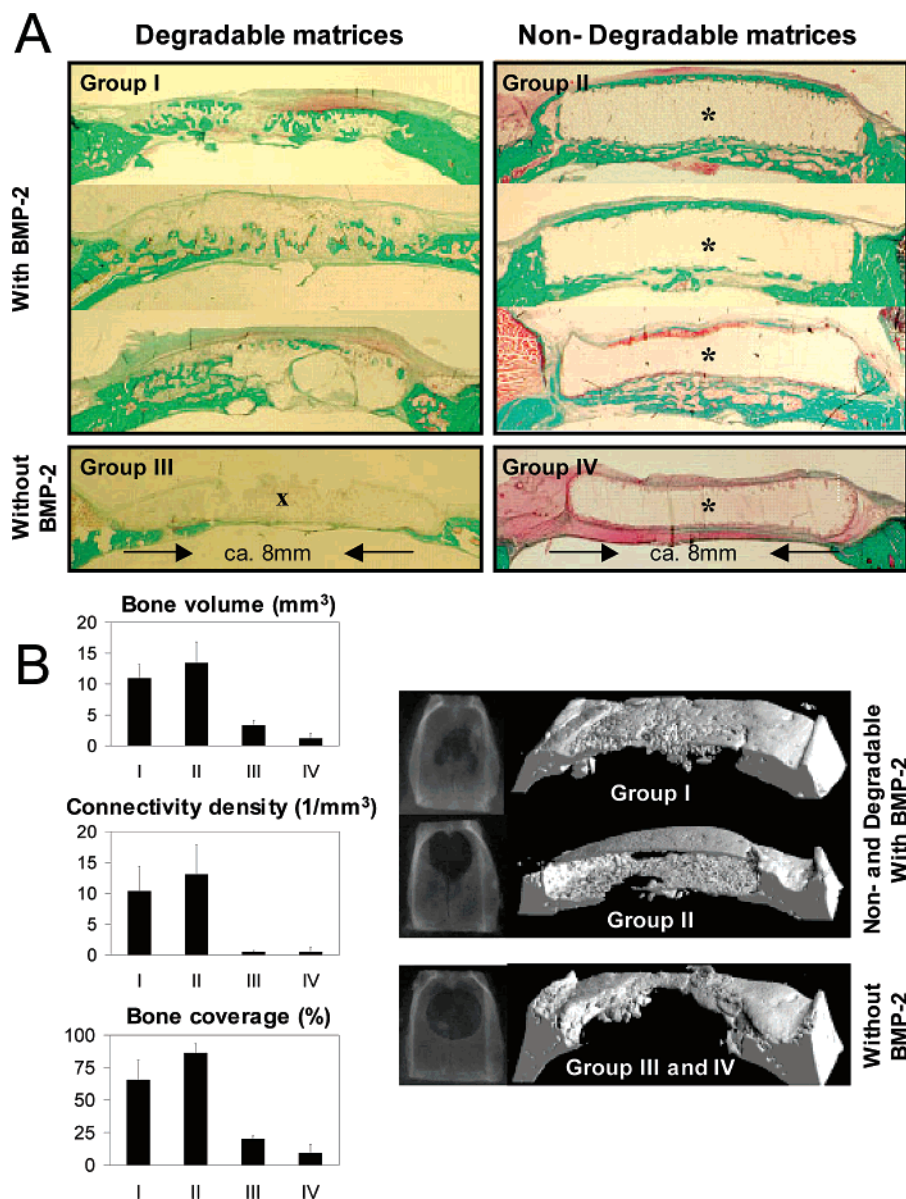 A
Degradable matrices
Non- Degradable matrices
With BMP-2
Group I
Group II
*
*
*
Without
BMP-2
Group III
Group IV
x
*
ca. 8mm
ca. 8mm
B
Bone volume (mm³)
20
15
10
5
0
I II III IV
Connectivity density (1/mm³)
20
15
10
5
0
I II III IV
Bone coverage (%)
100
75
50
25
0
I II III IV
Group I
Group II
Non- and Degradable
With BMP-2
Group III and IV
Without
BMP-2